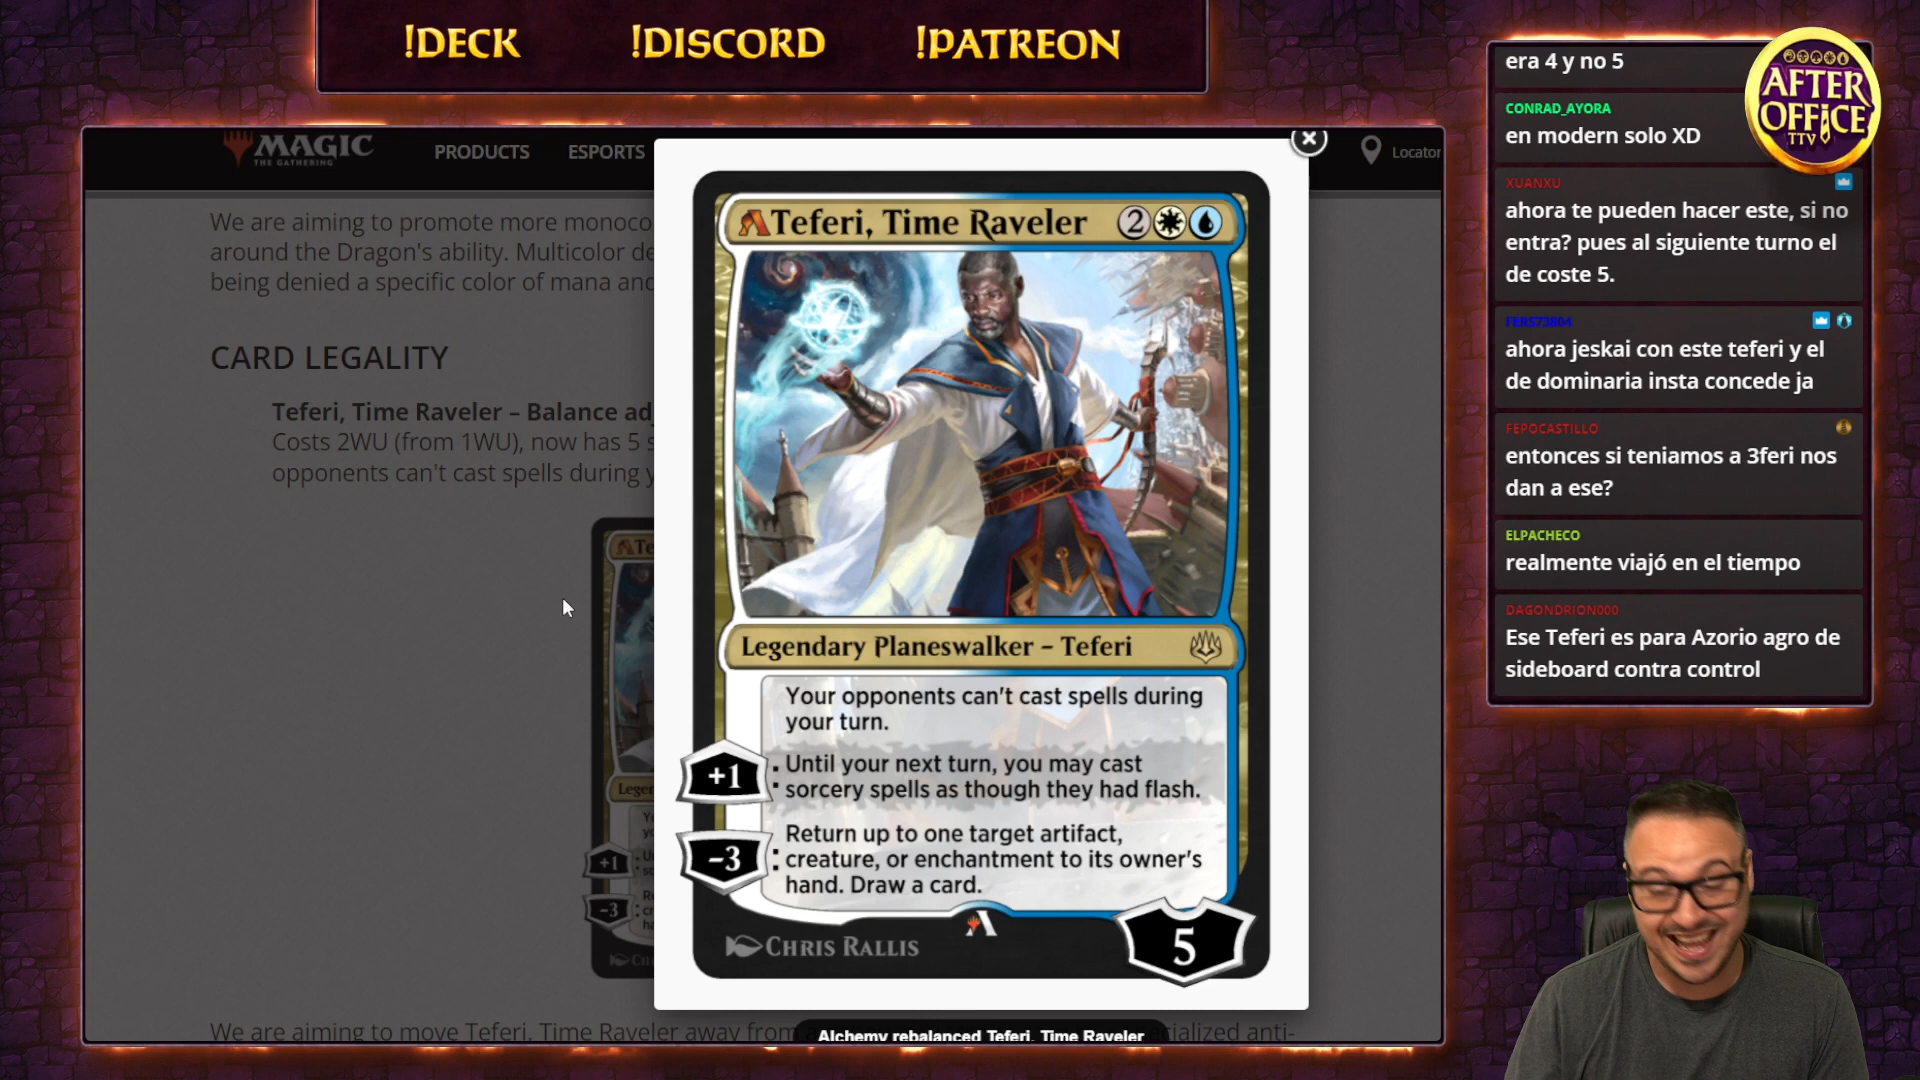 !DECK
!DISCORD
!PATREON
MAGIC
THE GATHERING
PRODUCTS
ESPORTS
Locator
We are aiming to promote more monoco
around the Dragon's ability. Multicolor de
being denied a specific color of mana and
CARD LEGALITY
Teferi, Time Raveler – Balance adj
Costs 2WU (from 1WU), now has 5 s
opponents can't cast spells during y
Teferi, Time Raveler 2
Legendary Planeswalker – Teferi
Your opponents can't cast spells during
your turn.
+1: Until your next turn, you may cast
sorcery spells as though they had flash.
–3: Return up to one target artifact,
creature, or enchantment to its owner's
hand. Draw a card.
CHRIS RALLIS
5
Te
Legen
+1
–3
We are aiming to move Teferi, Time Raveler away from
Alchemy rebalanced Teferi, Time Raveler
cialized anti-
era 4 y no 5
CONRAD_AYORA
en modern solo XD
XUANXU
ahora te pueden hacer este, si no
entra? pues al siguiente turno el
de coste 5.
ahora jeskai con este teferi y el
de dominaria insta concede ja
FEPOCASTILLO
entonces si teniamos a 3feri nos
dan a ese?
ELPACHECO
realmente viajó en el tiempo
DAGONDRION000
Ese Teferi es para Azorio agro de
sideboard contra control
AFTER
OFFICE
TTV